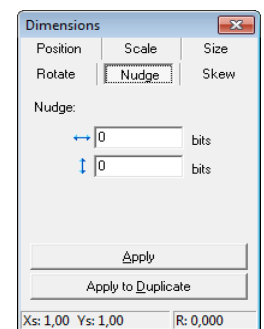 Dimensions
Position Scale Size
Rotate Nudge Skew
Nudge:
0 bits
0 bits
Apply
Apply to Duplicate
Xs: 1,00 Ys: 1,00 R: 0,000